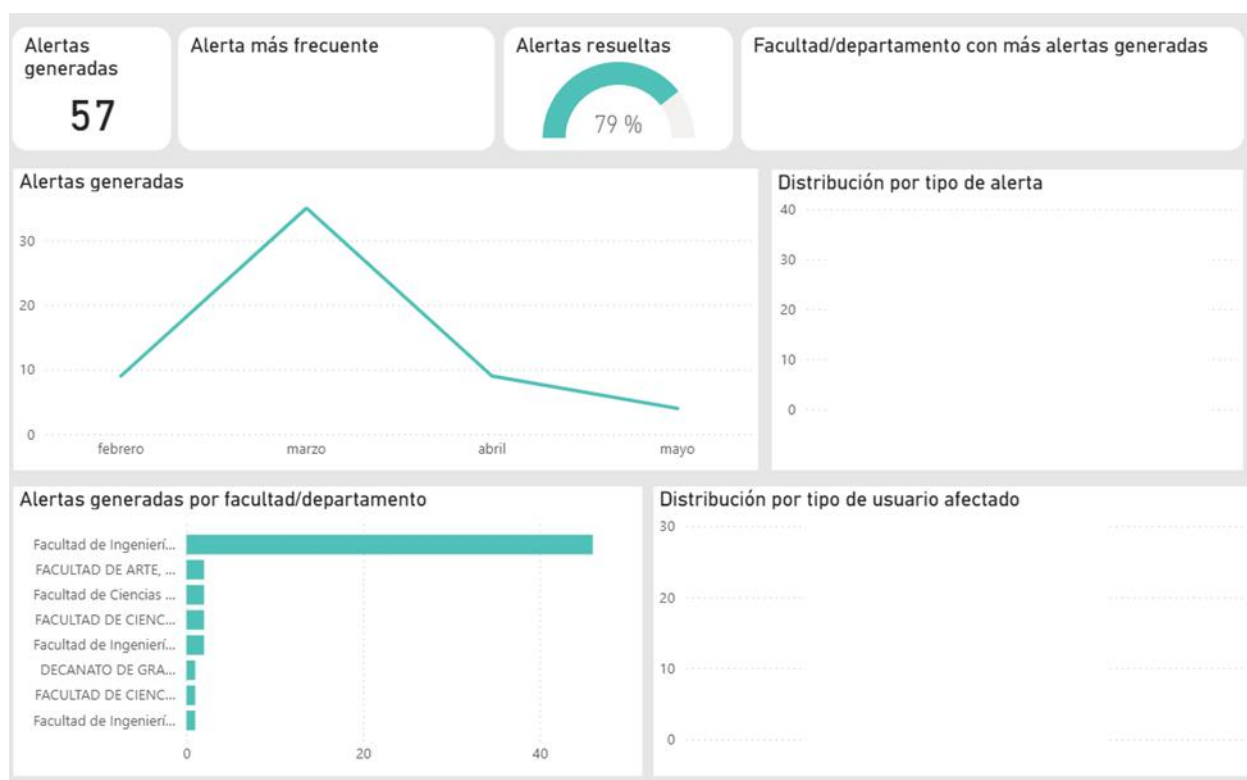 Alertas
generadas
57
Alerta más frecuente
Alertas resueltas
79 %
Facultad/departamento con más alertas generadas
Alertas generadas
30
20
10
0
febrero marzo abril mayo
Distribución por tipo de alerta
40
30
20
10
0
Alertas generadas por facultad/departamento
Facultad de Ingenierí...
FACULTAD DE ARTE, ...
Facultad de Ciencias ...
FACULTAD DE CIENC...
Facultad de Ingenierí...
DECANATO DE GRA...
FACULTAD DE CIENC...
Facultad de Ingenierí...
0 20 40
Distribución por tipo de usuario afectado
30
20
10
0